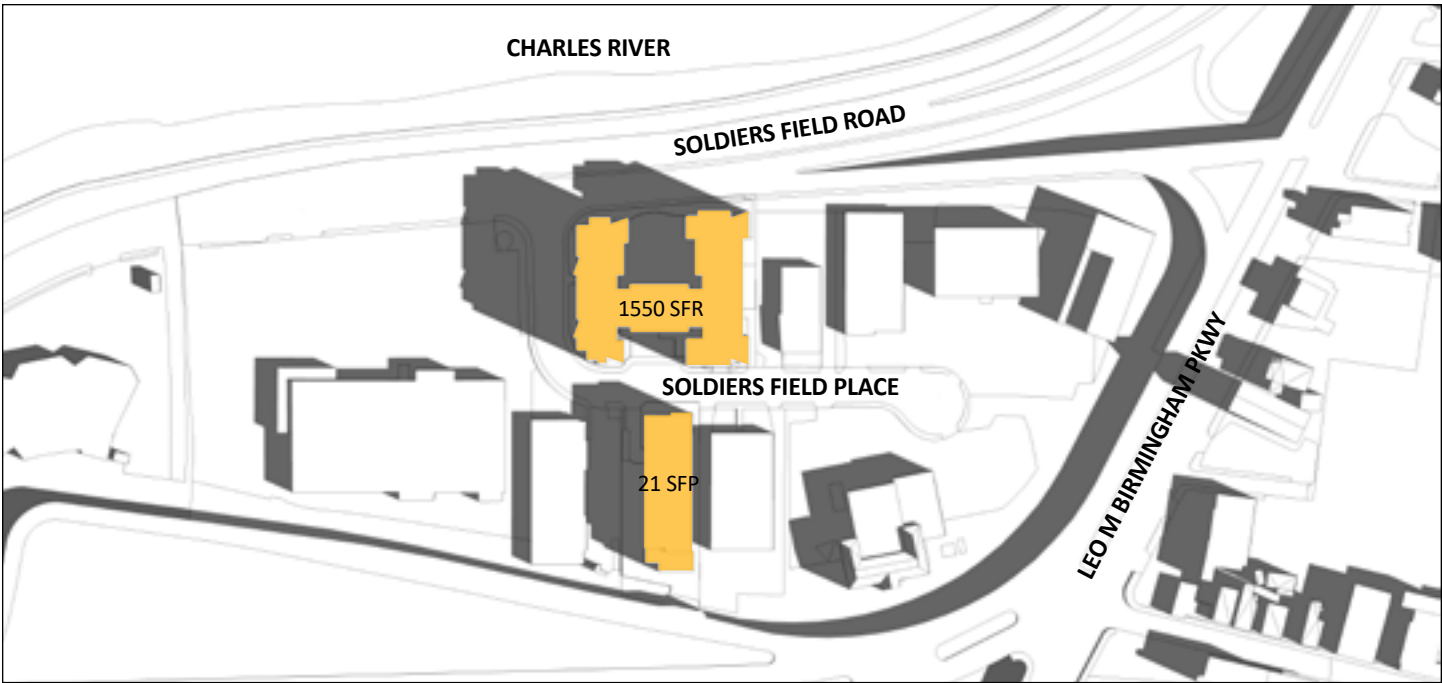 CHARLES RIVER
SOLDIERS FIELD ROAD
1550 SFR
SOLDIERS FIELD PLACE
21 SFP
LEO M BIRMINGHAM PKWY